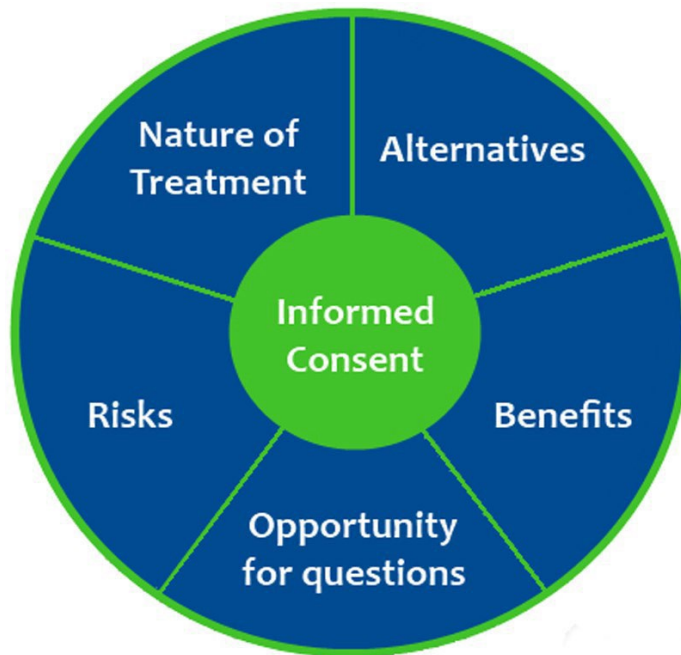 Nature of
Treatment
Alternatives
Informed
Consent
Risks
Benefits
Opportunity
for questions